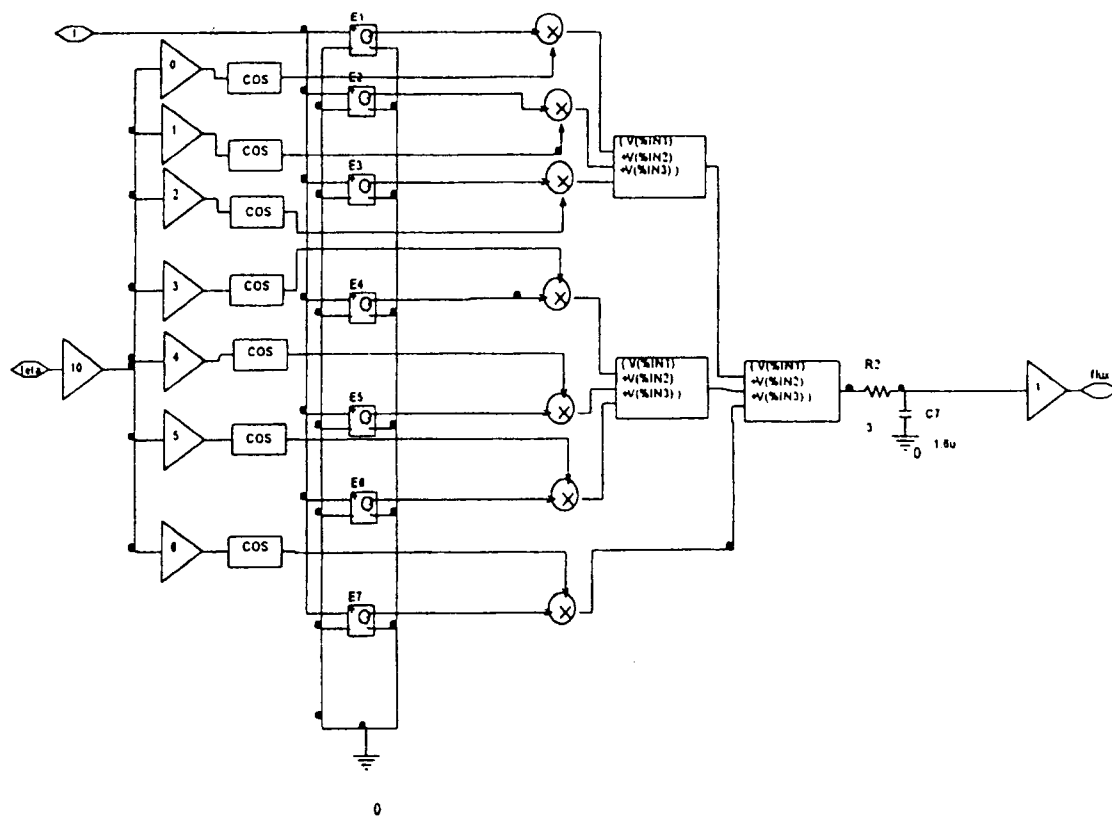 I
E1
0
COS
E2
1
COS
E3
2
COS
( V(%IN1)
+V(%IN2)
+V(%IN3) )
3
COS
E4
teta
10
4
COS
( V(%IN1)
+V(%IN2)
+V(%IN3) )
( V(%IN1)
+V(%IN2)
+V(%IN3) )
R2
3
C7
1.6u
0
1
flux
E5
5
COS
E6
6
COS
E7
0